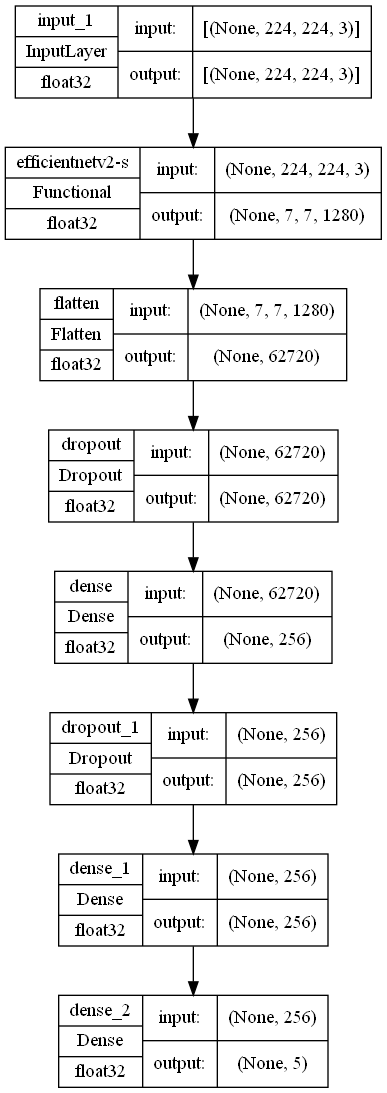 input_1
InputLayer
float32
input:
[(None, 224, 224, 3)]
output:
[(None, 224, 224, 3)]
efficientnetv2-s
Functional
float32
input:
(None, 224, 224, 3)
output:
(None, 7, 7, 1280)
flatten
Flatten
float32
input:
(None, 7, 7, 1280)
output:
(None, 62720)
dropout
Dropout
float32
input:
(None, 62720)
output:
(None, 62720)
dense
Dense
float32
input:
(None, 62720)
output:
(None, 256)
dropout_1
Dropout
float32
input:
(None, 256)
output:
(None, 256)
dense_1
Dense
float32
input:
(None, 256)
output:
(None, 256)
dense_2
Dense
float32
input:
(None, 256)
output:
(None, 5)